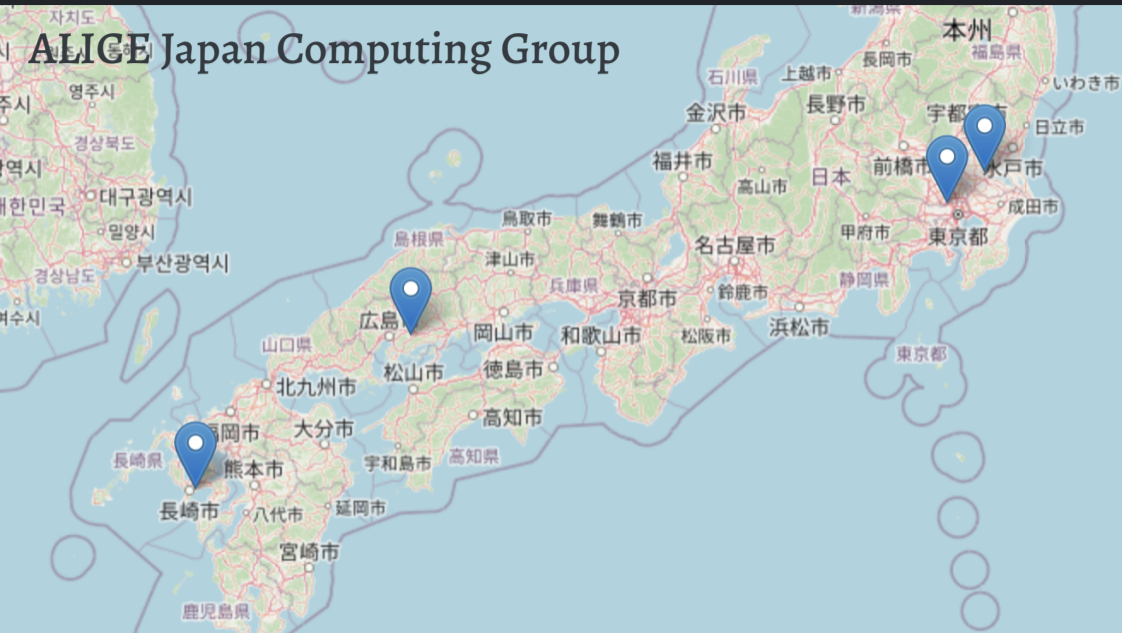 ALICE Japan Computing Group
자치도
동해시
영주시
주시
경상북도
광역시
대구광역시
대한민국
밀양시
경상남도
부산광역시
여수시
新潟県
本州
福島県
長岡市
上越市
石川県
いわき市
長野市
金沢市
日立市
福井市
前橋市
水戸市
日本
高山市
成田市
鳥取市
舞鶴市
甲府市
東京都
島根県
名古屋市
津山市
兵庫県
静岡県
鈴鹿市
京都市
広島
岡山市
和歌山市
松阪市
浜松市
山口県
東京都
松山市
徳島市
北九州市
高知市
福岡市
大分市
長崎県
熊本市
宇和島市
高知県
長崎市
八代市
延岡市
宮崎市
鹿児島県